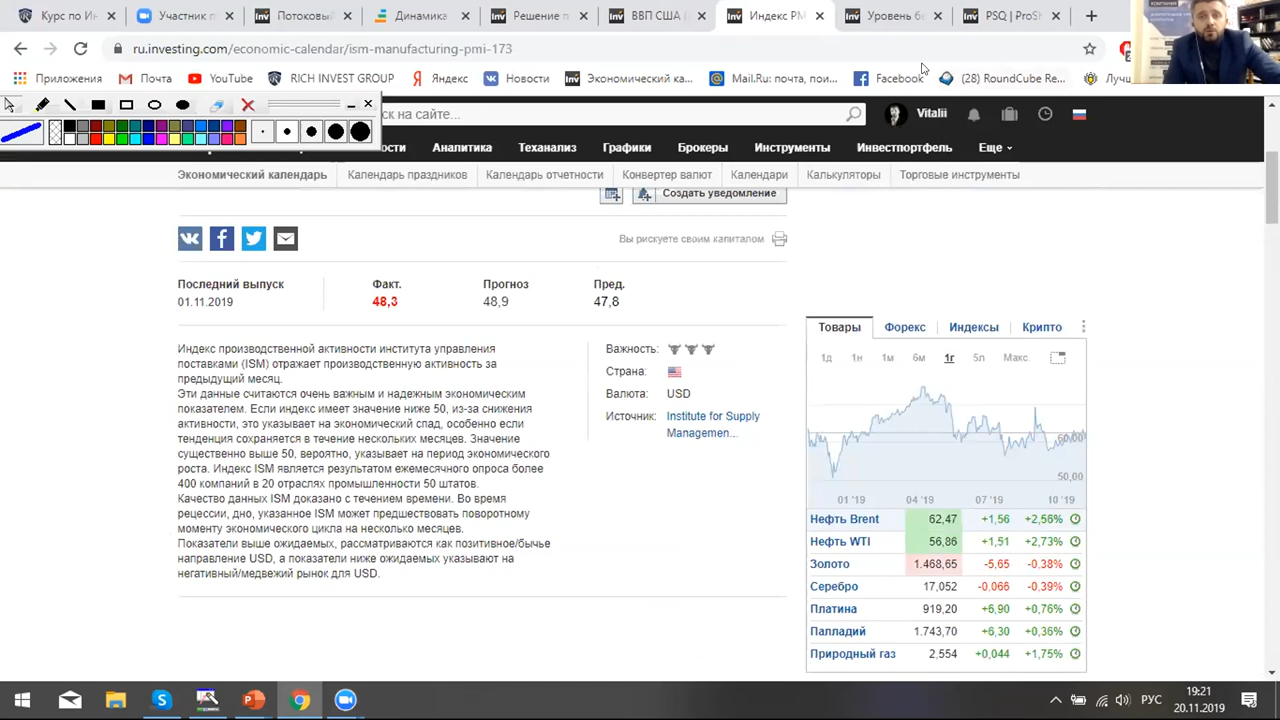 Курс по Ин
Участник п
Потоковый
Динамика
Решение п
ВВП США
Индекс PM
Уровень
PSQ | ProSh
ru.investing.com/economic-calendar/ism-manufacturing-pmi-173
Приложения
Почта
YouTube
RICH INVEST GROUP
Яндекс
Новости
Экономический ка...
Mail.Ru: почта, пои...
Facebook
(28) RoundCube Re...
Лучш
ск на сайте...
Vitalii
ости
Аналитика
Теханализ
Графики
Брокеры
Инструменты
Инвестпортфель
Еще
Экономический календарь
Календарь праздников
Календарь отчетности
Конвертер валют
Календари
Калькуляторы
Торговые инструменты
Создать уведомление
Вы рискуете своим капиталом
Последний выпуск
01.11.2019
Факт.
48,3
Прогноз
48,9
Пред.
47,8
Индекс производственной активности института управления
поставками (ISM) отражает производственную активность за
предыдущий месяц.
Эти данные считаются очень важным и надежным экономическим
показателем. Если индекс имеет значение ниже 50, из-за снижения
активности, это указывает на экономический спад, особенно если
тенденция сохраняется в течение нескольких месяцев. Значение
существенно выше 50, вероятно, указывает на период экономического
роста. Индекс ISM является результатом ежемесячного опроса более
400 компаний в 20 отраслях промышленности 50 штатов.
Качество данных ISM доказано с течением времени. Во время
рецессии, дно, указанное ISM может предшествовать поворотному
моменту экономического цикла на несколько месяцев.
Показатели выше ожидаемых, рассматриваются как позитивное/бычье
направление USD, а показатели ниже ожидаемых указывают на
негативный/медвежий рынок для USD.
Важность:
Страна:
Валюта: USD
Источник: Institute for Supply
Managemen...
Товары
Форекс
Индексы
Крипто
1д 1н 1м 6м 1г 5л Макс.
60,00
50,00
01 '19 04 '19 07 '19 10 '19
Нефть Brent 62,47 +1,56 +2,56%
Нефть WTI 56,86 +1,51 +2,73%
Золото 1.468,65 -5,65 -0,38%
Серебро 17,052 -0,066 -0,39%
Платина 919,20 +6,90 +0,76%
Палладий 1.743,70 +6,30 +0,36%
Природный газ 2,554 +0,044 +1,75%
РУС
19:21
20.11.2019